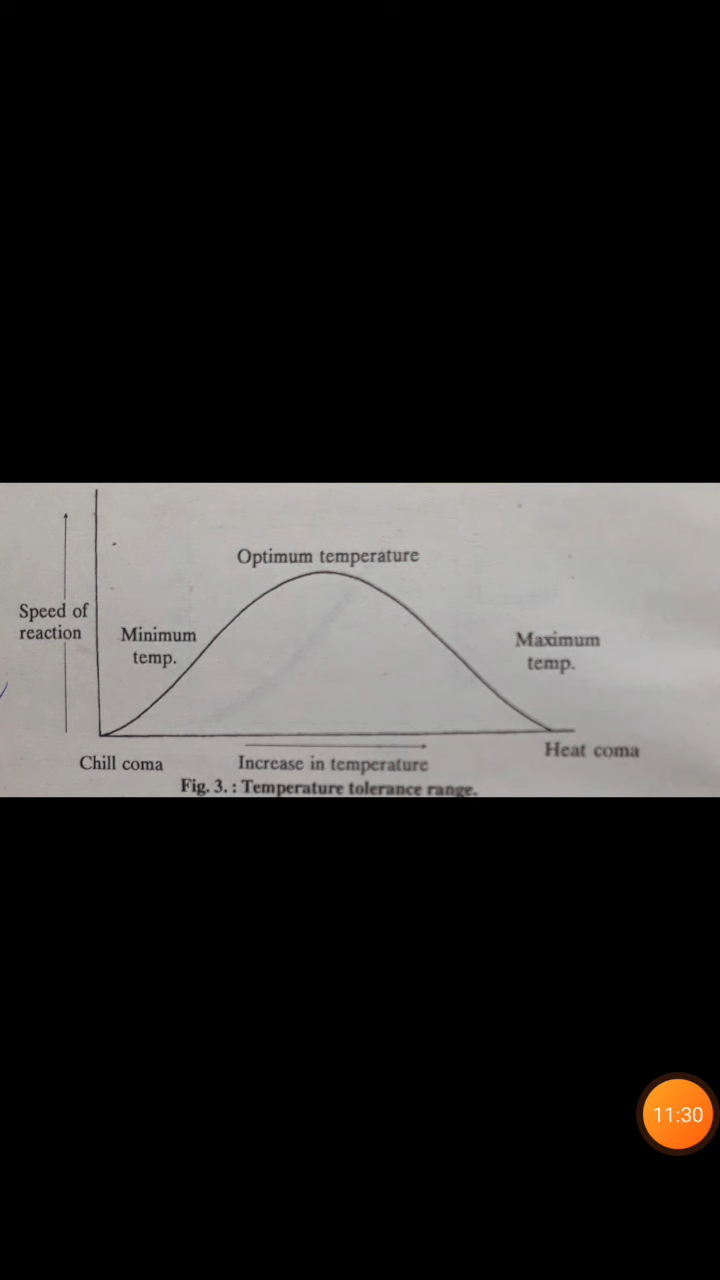 Optimum temperature
Speed of
reaction
Minimum
temp.
Maximum
temp.
Chill coma
Increase in temperature
Heat coma
Fig. 3. : Temperature tolerance range.
11:30